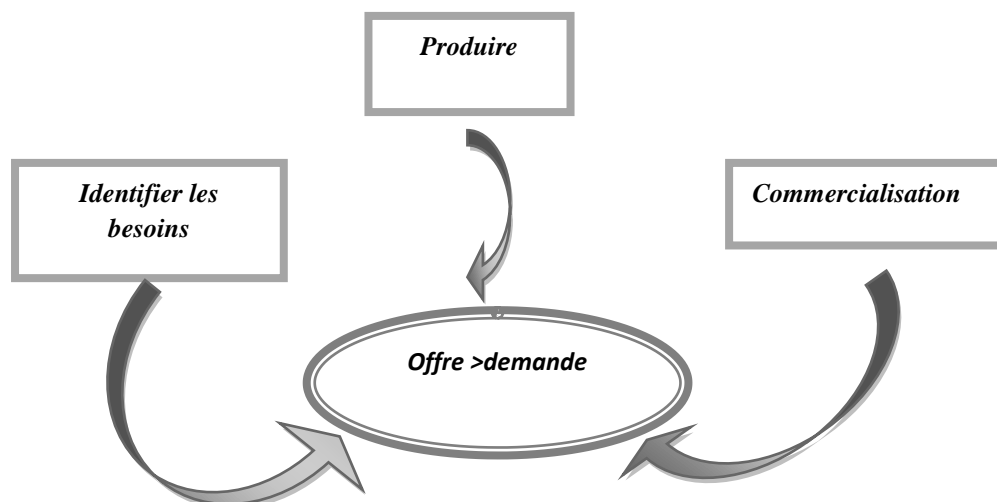 Produire
Identifier les
besoins
Commercialisation
Offre >demande